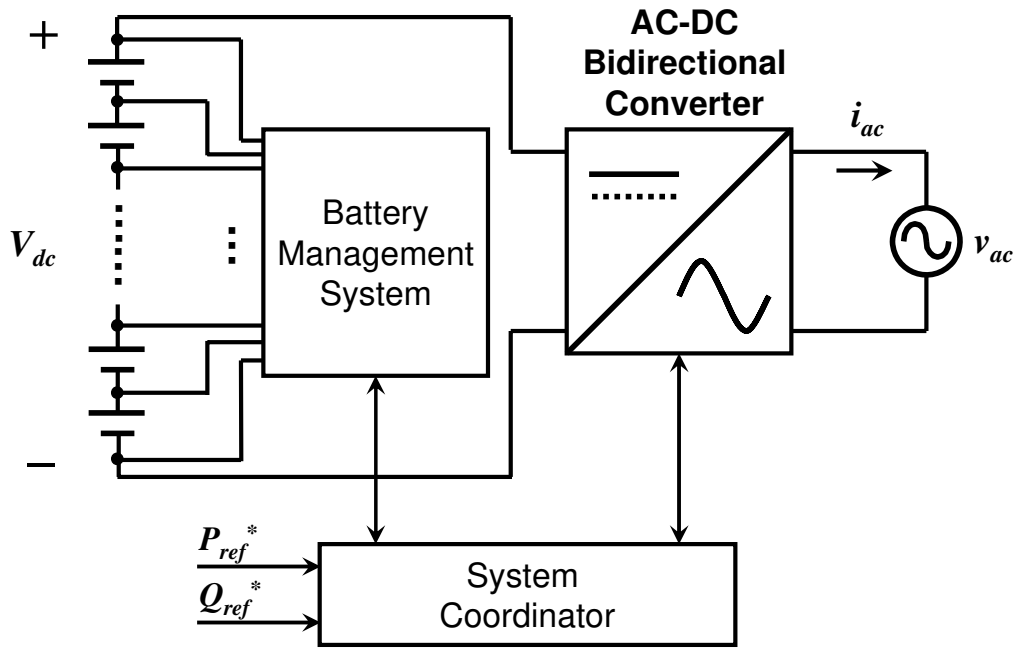 +
AC-DC
Bidirectional
Converter
i_ac
Battery
Management
System
V_dc
v_ac
−
P_ref*
Q_ref*
System
Coordinator